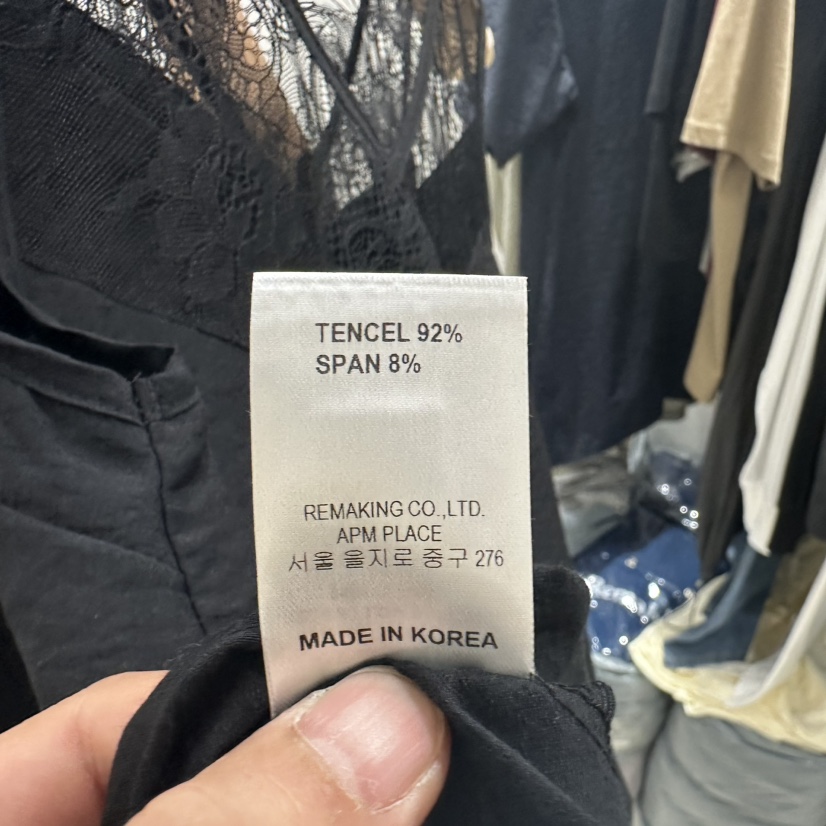 TENCEL 92%
SPAN 8%
REMAKING CO.,LTD.
APM PLACE
서울 을지로 중구 276
MADE IN KOREA